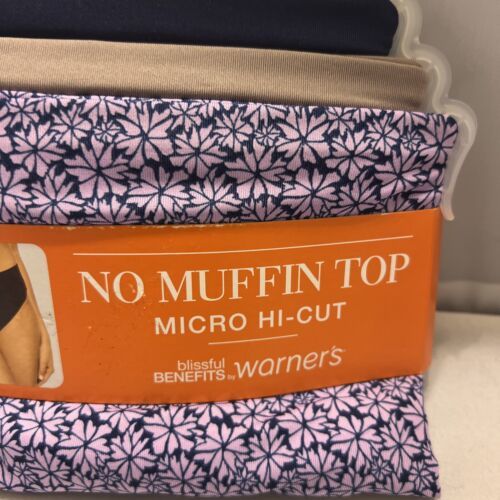 NO MUFFIN TOP
MICRO HI-CUT
blissful
BENEFITS by warner's